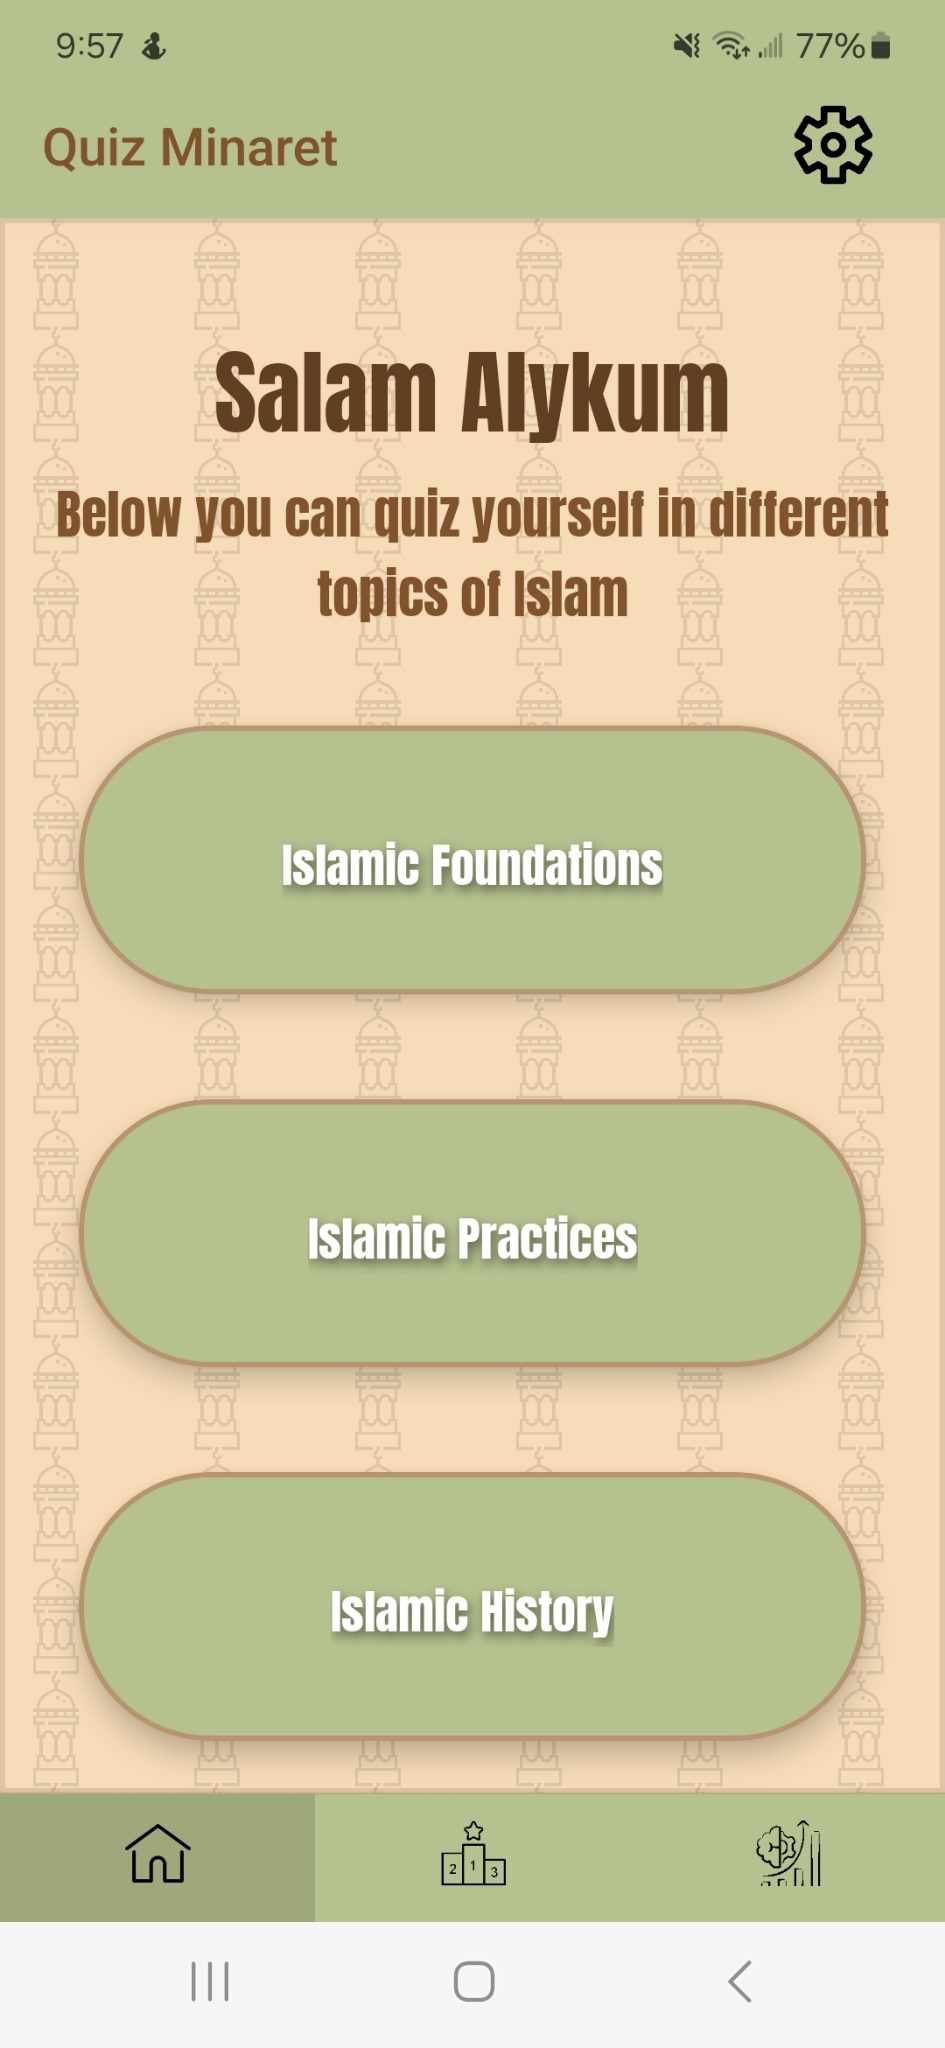 9:57
77%
Quiz Minaret
Salam Alykum
Below you can quiz yourself in different
topics of Islam
Islamic Foundations
Islamic Practices
Islamic History
2 1 3